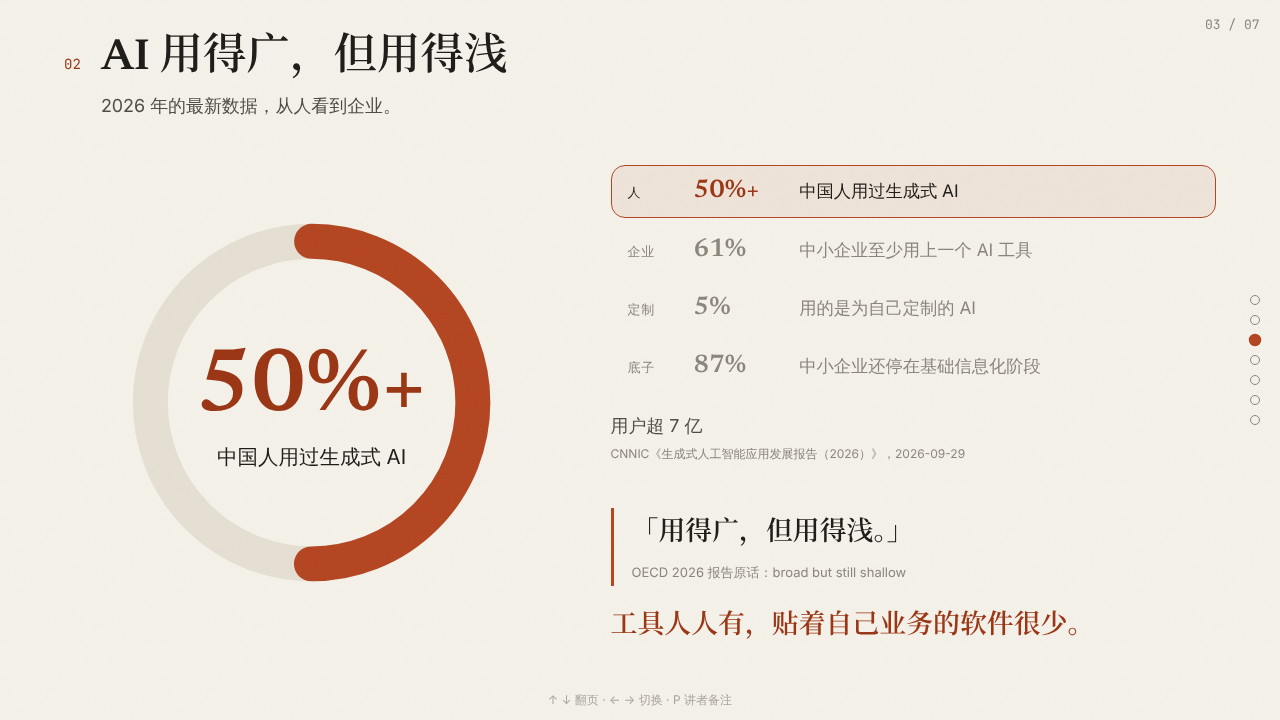 03 / 07
02
AI 用得广，但用得浅
2026 年的最新数据，从人看到企业。
50%+
中国人用过生成式 AI
人 50%+ 中国人用过生成式 AI
企业 61% 中小企业至少用上一个 AI 工具
定制 5% 用的是为自己定制的 AI
底子 87% 中小企业还停在基础信息化阶段
用户超 7 亿
CNNIC《生成式人工智能应用发展报告（2026）》，2026-09-29
「用得广，但用得浅。」
OECD 2026 报告原话：broad but still shallow
工具人人有，贴着自己业务的软件很少。
↑ ↓ 翻页 · ← → 切换 · P 讲者备注